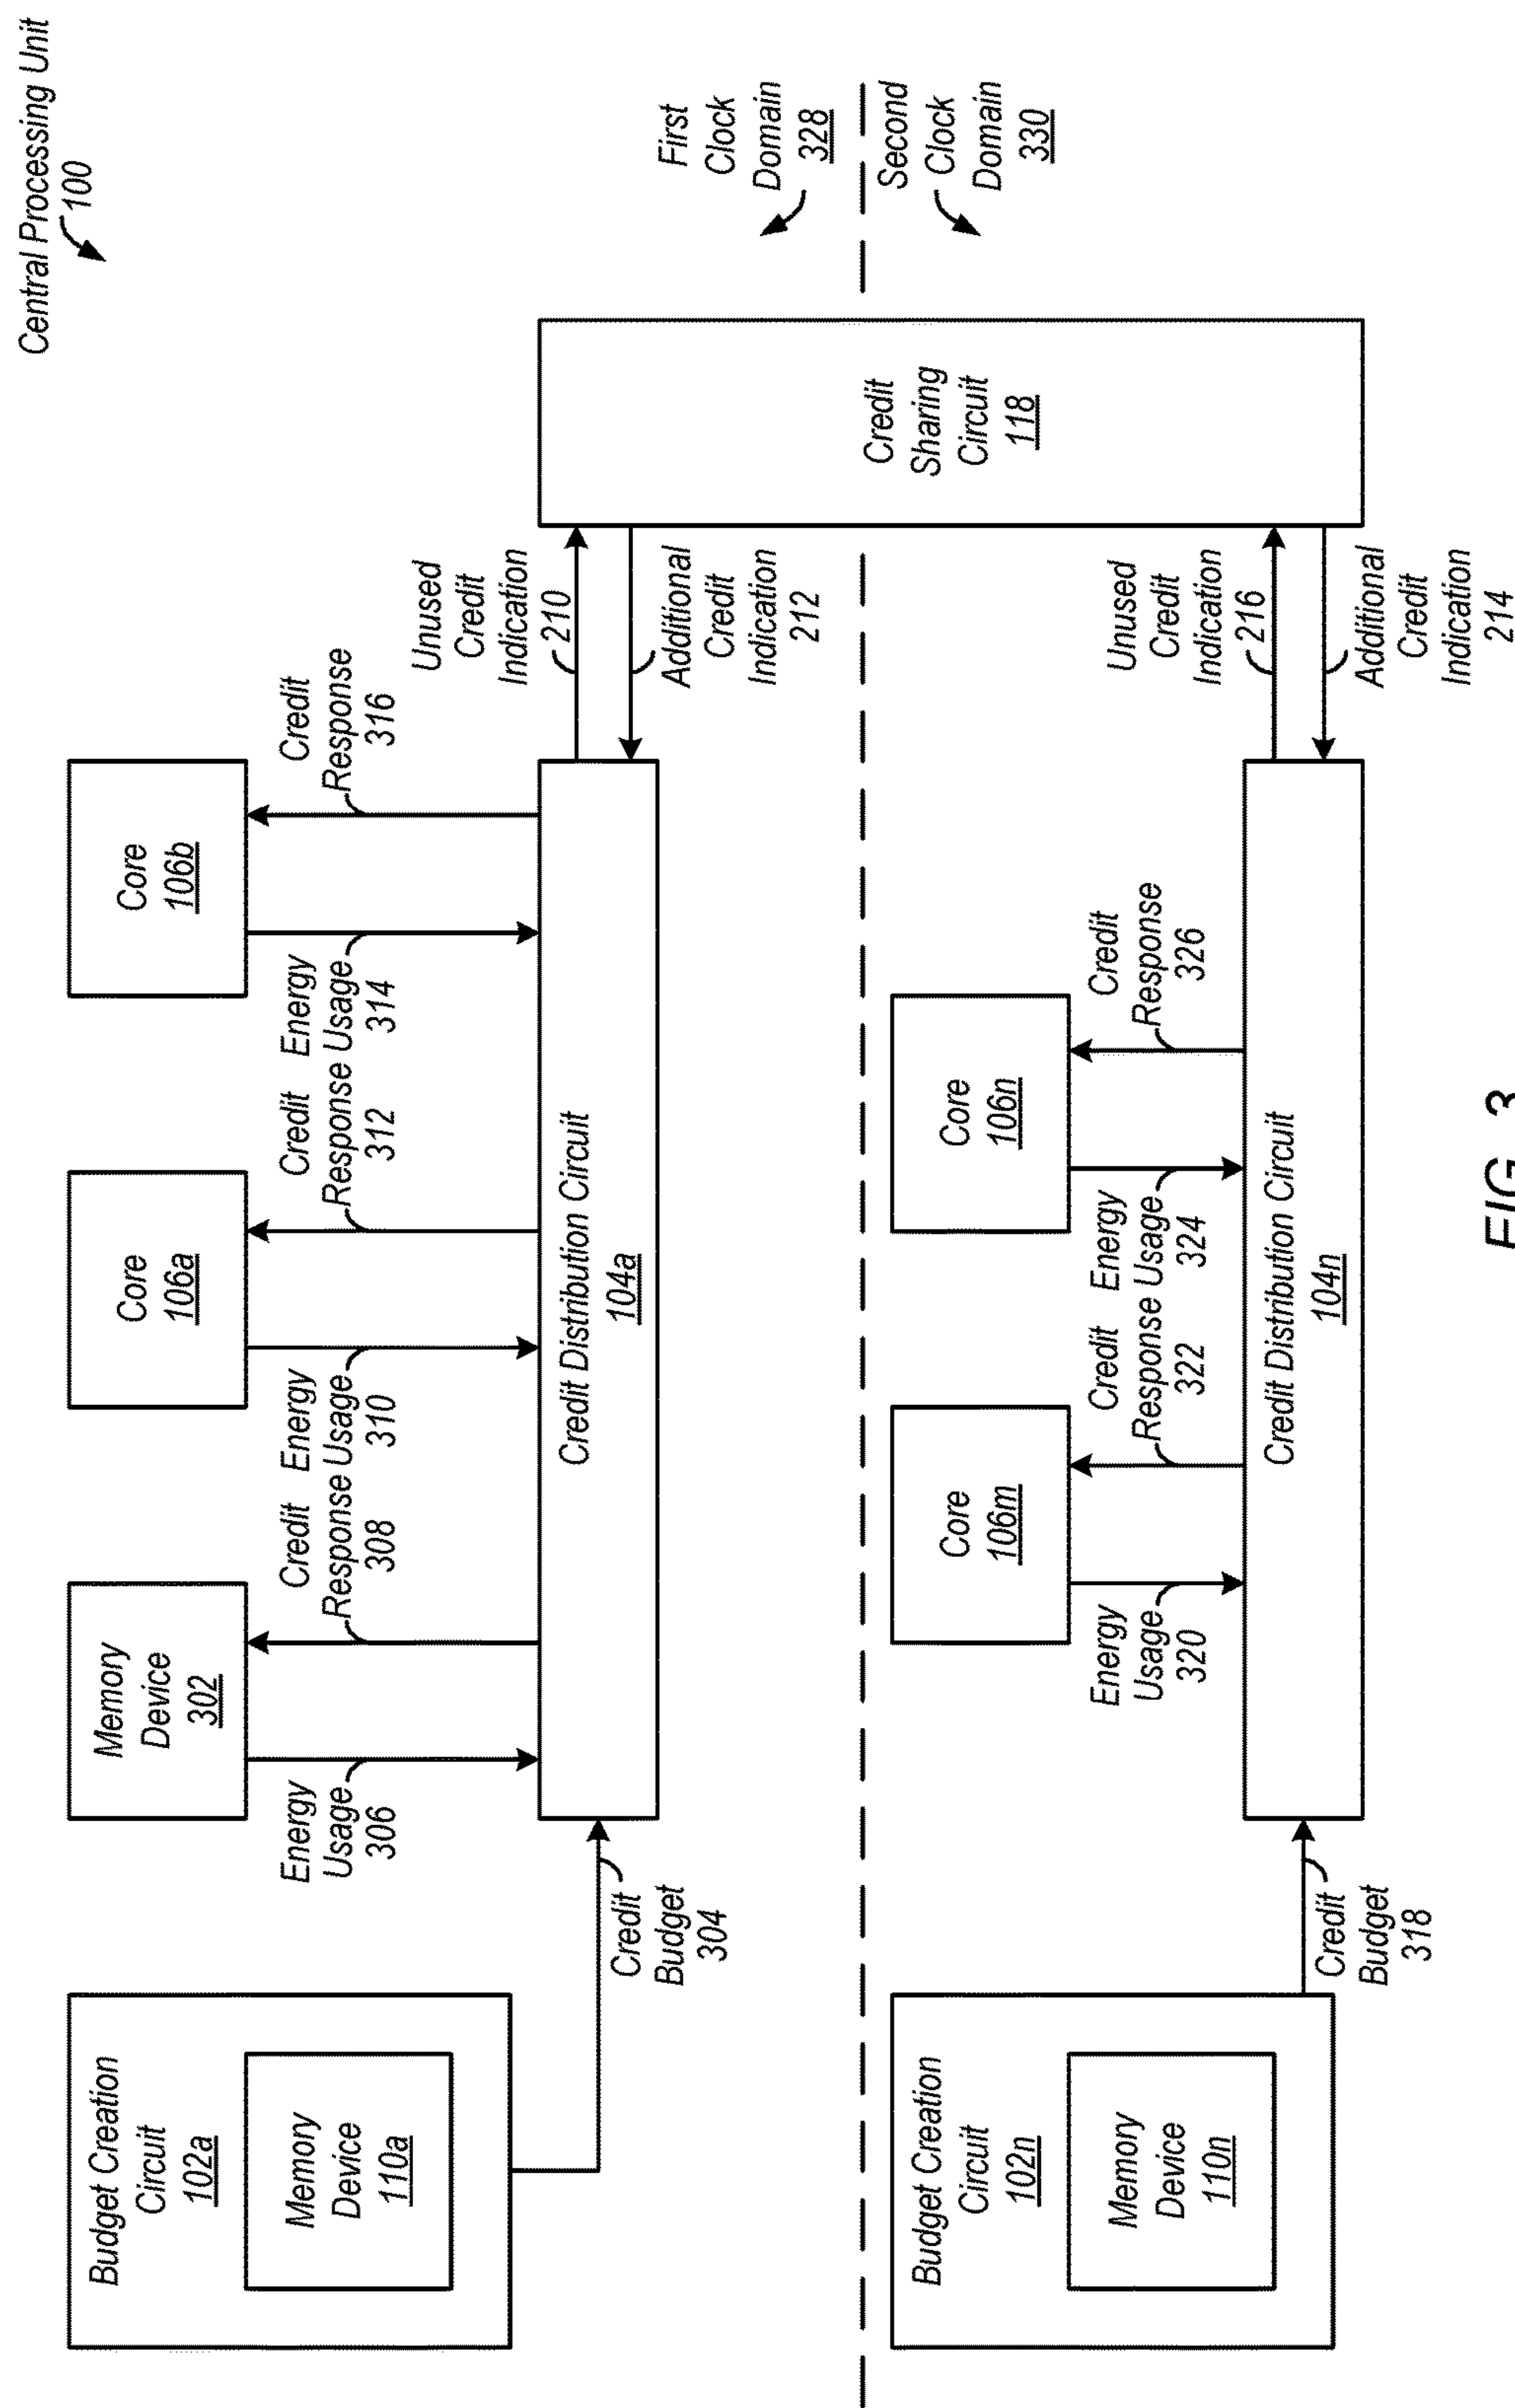 Central Processing Unit
100
Budget Creation
Circuit
102a
Memory
Device
110a
Credit
Budget
304
Memory
Device
302
Energy
Usage
306
Credit
Response
308
Core
106a
Energy
Usage
310
Credit
Response
312
Core
106b
Energy
Usage
314
Credit
Response
316
Credit Distribution Circuit
104a
Unused
Credit
Indication
210
Additional
Credit
Indication
212
Credit
Sharing
Circuit
118
First
Clock
Domain
328
Second
Clock
Domain
330
Budget Creation
Circuit
102n
Memory
Device
110n
Credit
Budget
318
Core
106m
Energy
Usage
320
Credit
Response
322
Core
106n
Energy
Usage
324
Credit
Response
326
Credit Distribution Circuit
104n
Unused
Credit
Indication
216
Additional
Credit
Indication
214
FIG. 3